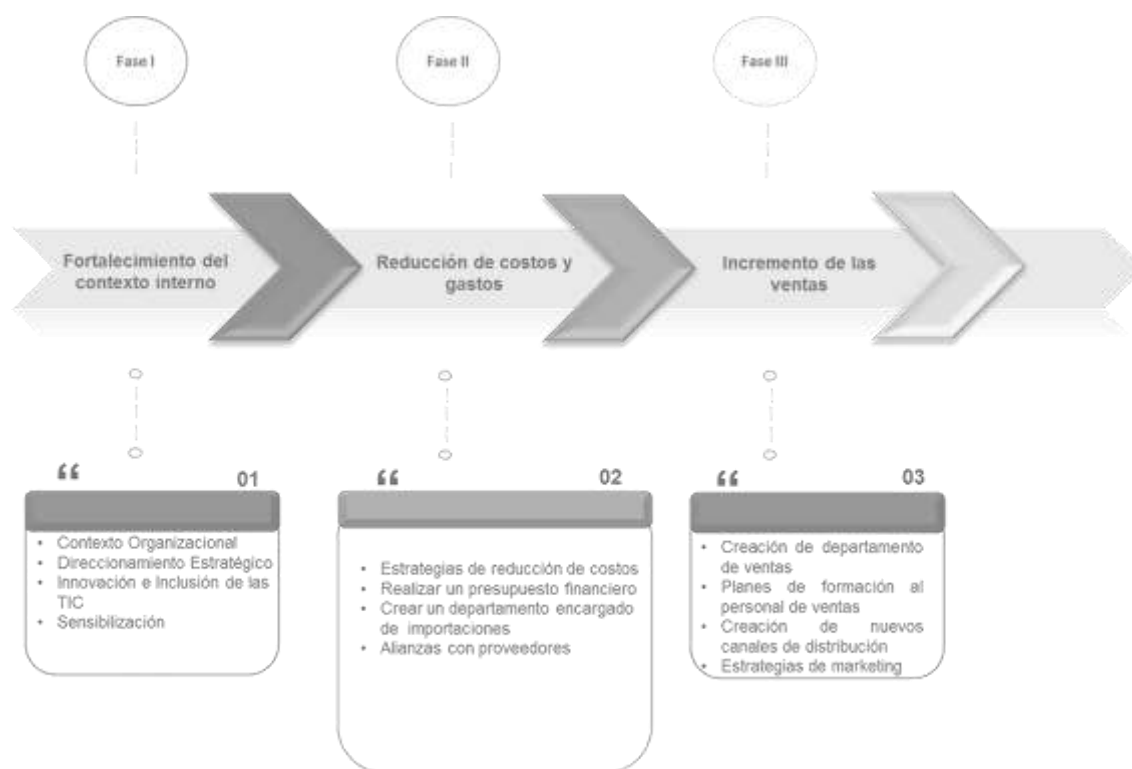 Fase I
Fase II
Fase III
Fortalecimiento del
contexto interno
Reducción de costos y
gastos
Incremento de las
ventas
“ 01
• Contexto Organizacional
• Direccionamiento Estratégico
• Innovación e Inclusión de las
TIC
• Sensibilización
“ 02
• Estrategias de reducción de costos
• Realizar un presupuesto financiero
• Crear un departamento encargado
de importaciones
• Alianzas con proveedores
“ 03
• Creación de departamento
de ventas
• Planes de formación al
personal de ventas
• Creación de nuevos
canales de distribución
• Estrategias de marketing